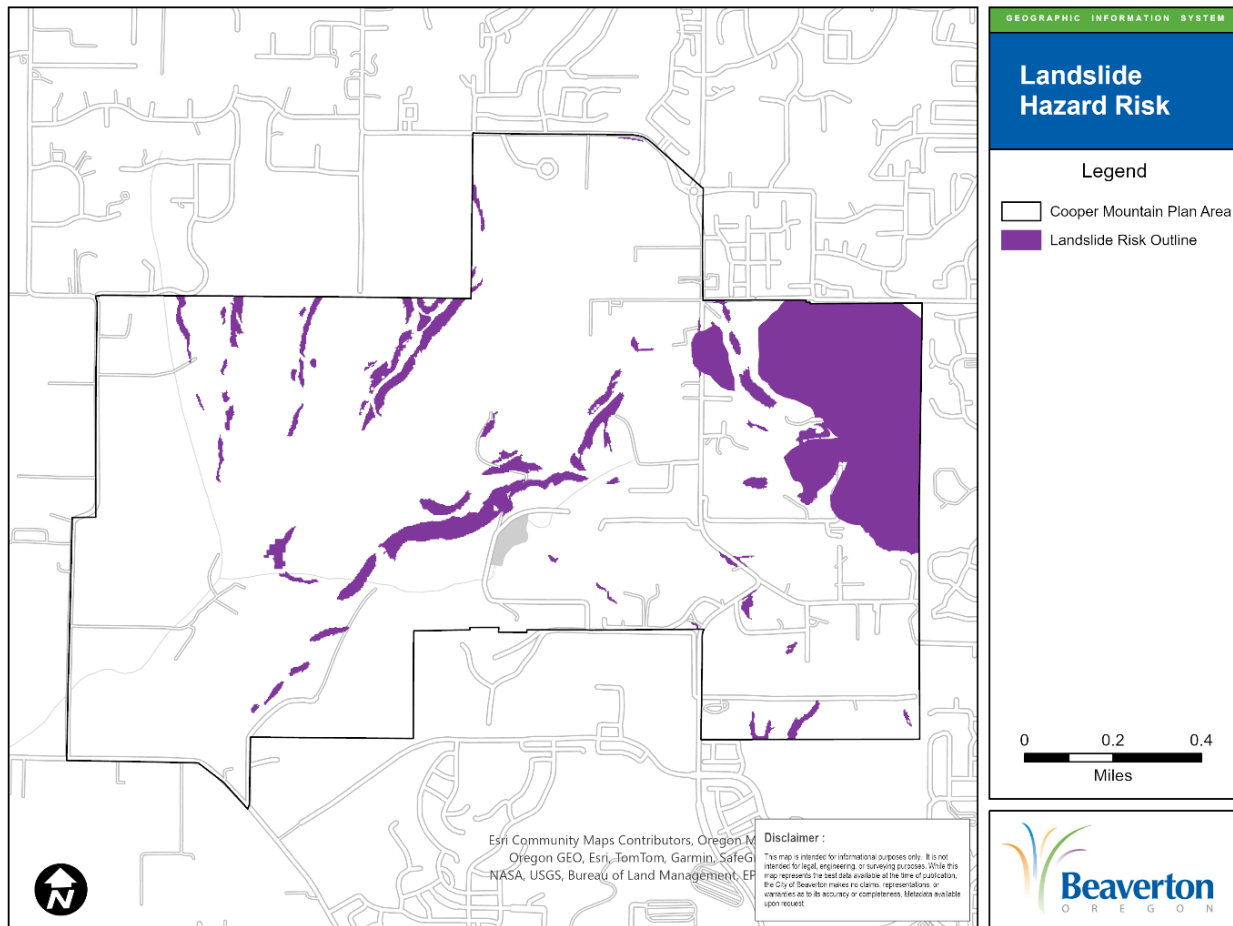 GEOGRAPHIC INFORMATION SYSTEM
Landslide
Hazard Risk
Legend
Cooper Mountain Plan Area
Landslide Risk Outline
0 0.2 0.4
Miles
Esri Community Maps Contributors, Oregon M
Oregon GEO, Esri, TomTom, Garmin, SafeG
NASA, USGS, Bureau of Land Management, EP
Disclaimer :
This map is intended for informational purposes only. It is not
intended for legal, engineering, or surveying purposes. While this
map represents the best data available at the time of publication,
the City of Beaverton makes no claims, representations, or
warranties as to its accuracy or completeness. Metadata available
upon request.
N
Beaverton
OREGON